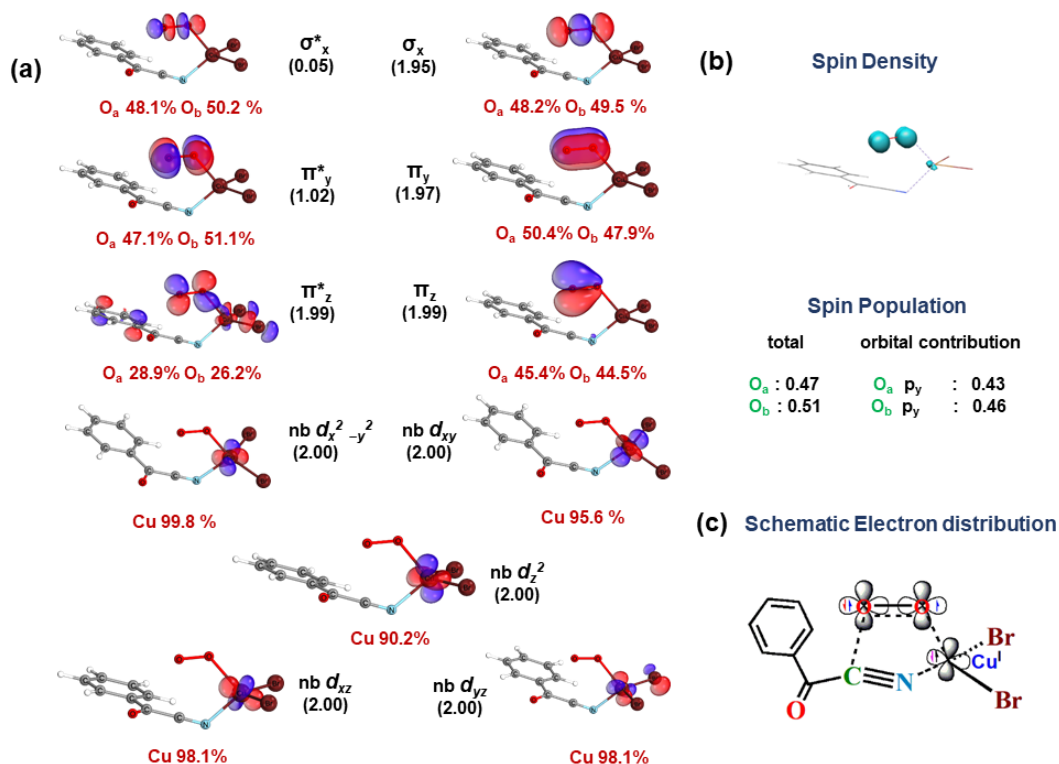 (a)
σ*x
(0.05)
σx
(1.95)
Oa 48.1% Ob 50.2 %
Oa 48.2% Ob 49.5 %
π*y
(1.02)
πy
(1.97)
Oa 47.1% Ob 51.1%
Oa 50.4% Ob 47.9%
π*z
(1.99)
πz
(1.99)
Oa 28.9% Ob 26.2%
Oa 45.4% Ob 44.5%
nb dx² –y²
(2.00)
nb dxy
(2.00)
Cu 99.8 %
Cu 95.6 %
nb dz²
(2.00)
Cu 90.2%
nb dxz
(2.00)
nb dyz
(2.00)
Cu 98.1%
Cu 98.1%
(b)
Spin Density
Spin Population
total orbital contribution
Oa : 0.47 Oa py : 0.43
Ob : 0.51 Ob py : 0.46
(c) Schematic Electron distribution
Br
CuI
C N
Br
O